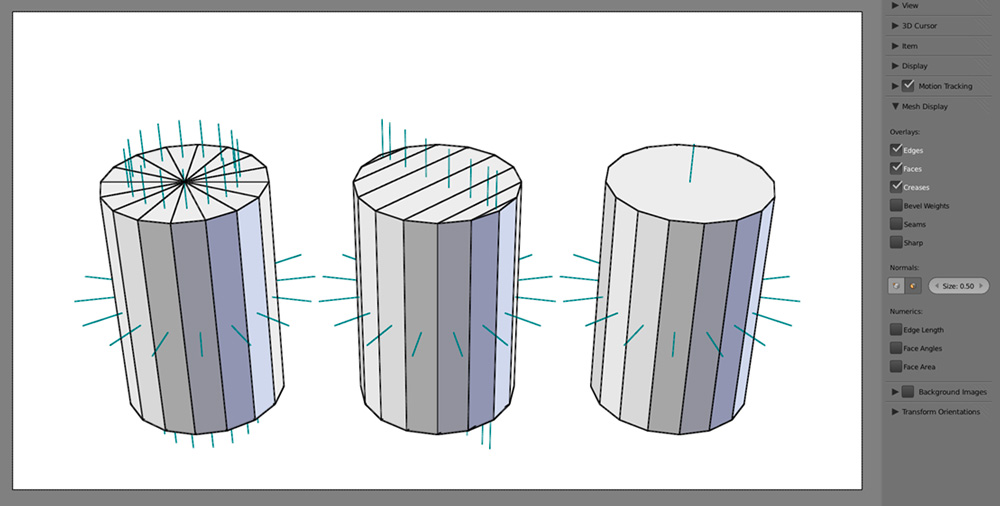 View
3D Cursor
Item
Display
Motion Tracking
Mesh Display
Overlays:
Edges
Faces
Creases
Bevel Weights
Seams
Sharp
Normals:
Size: 0.50
Numerics:
Edge Length
Face Angles
Face Area
Background Images
Transform Orientations